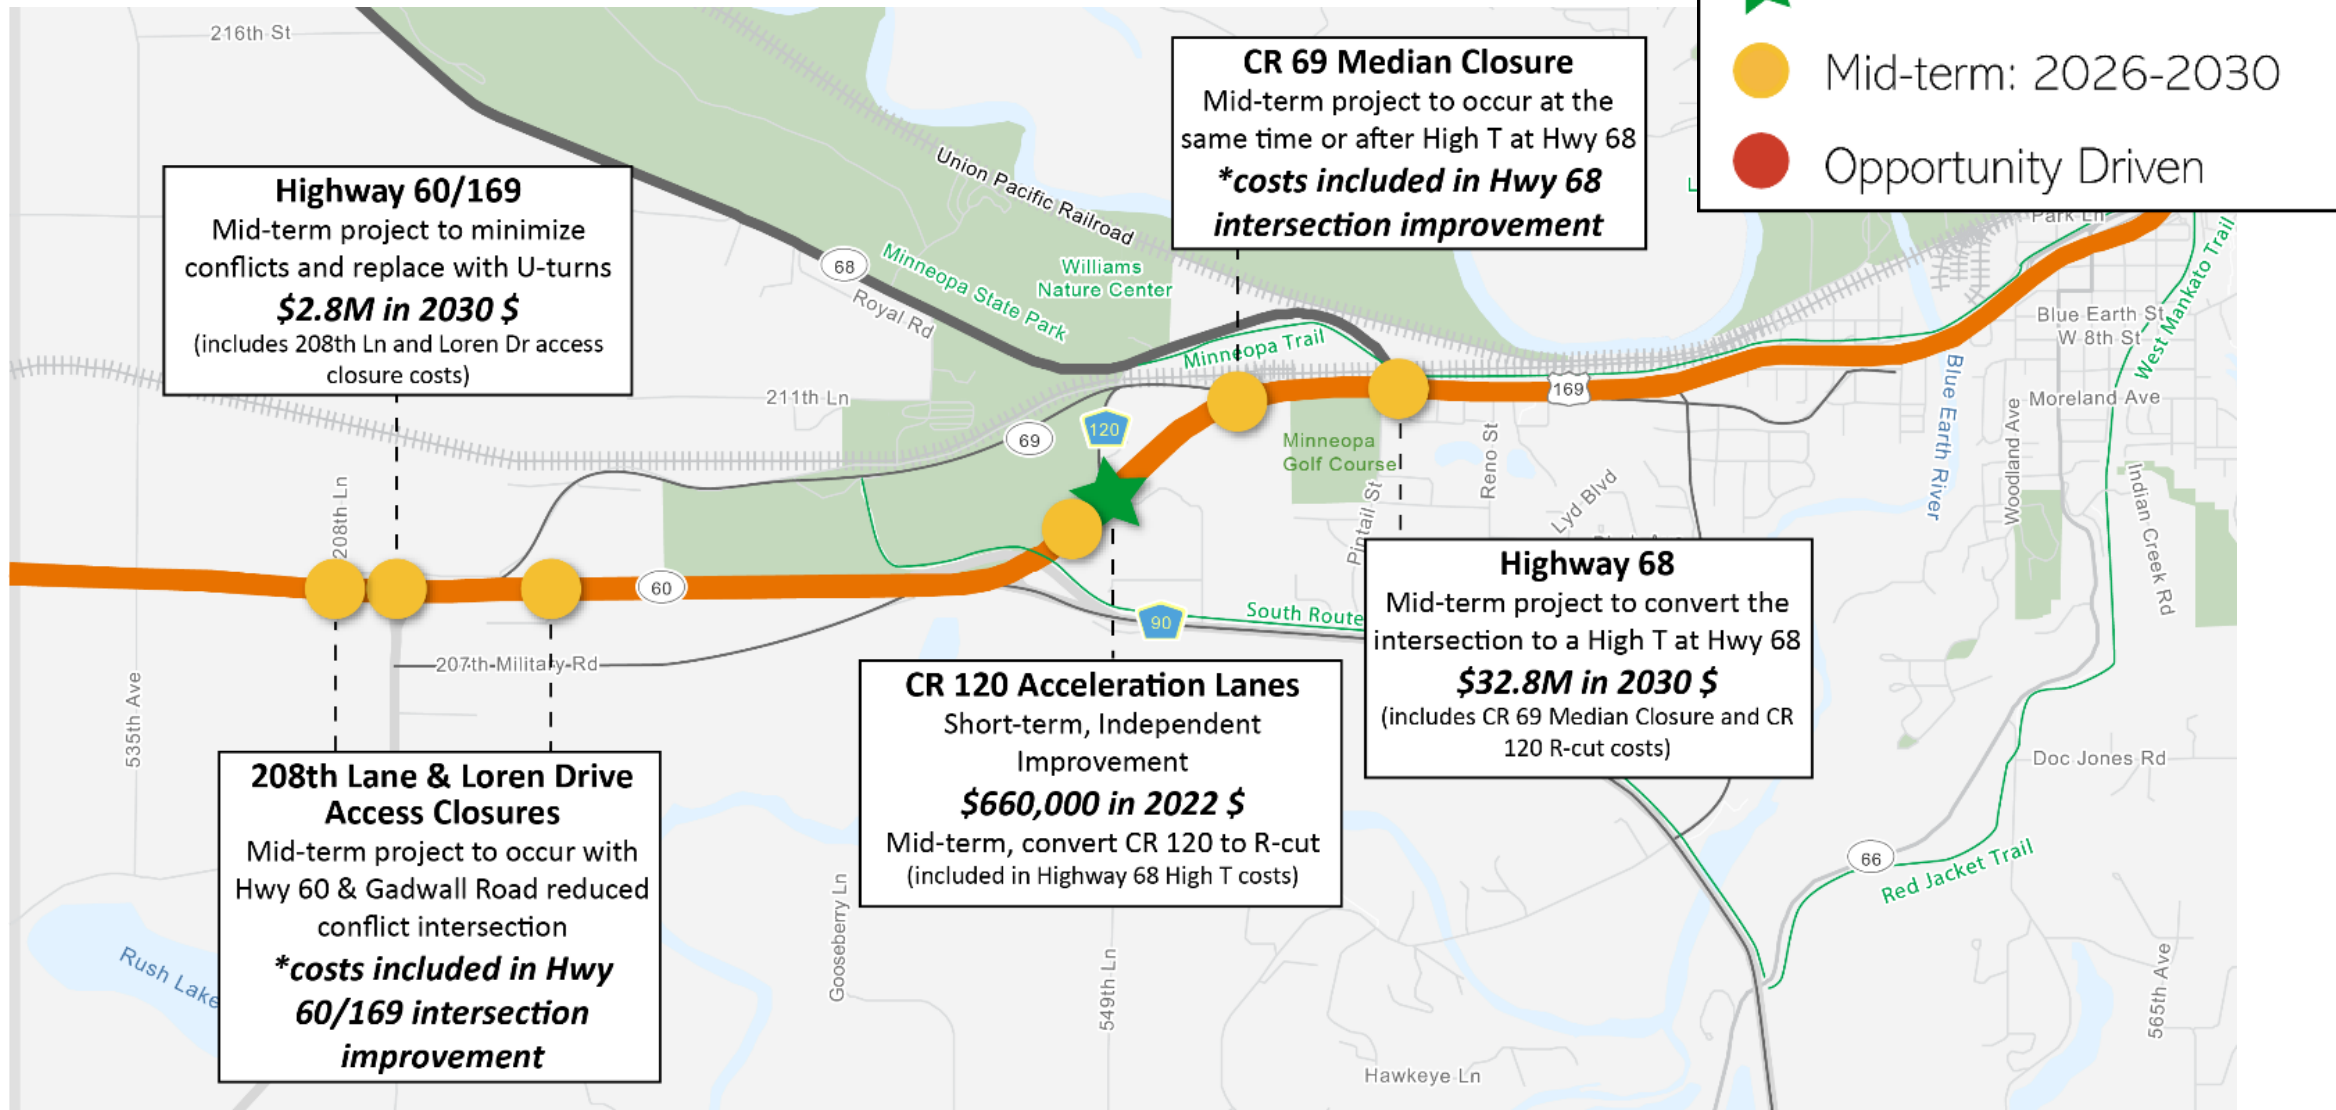 216th St
CR 69 Median Closure
Mid-term project to occur at the
same time or after High T at Hwy 68
*costs included in Hwy 68
intersection improvement
Mid-term: 2026-2030
Opportunity Driven
Highway 60/169
Mid-term project to minimize
conflicts and replace with U-turns
$2.8M in 2030 $
(includes 208th Ln and Loren Dr access
closure costs)
Union Pacific Railroad
68
Royal Rd
Minneopa State Park
Williams
Nature Center
Minneopa Trail
Park Ln
Blue Earth St
W 8th St
West Mankato Trail
Moreland Ave
169
211th Ln
69
120
Minneopa
Golf Course
Pintail St
Reno St
Lyd Blvd
Blue Earth River
Woodland Ave
Indian Creek Rd
208th Ln
60
90
South Route
207th-Military-Rd
535th Ave
Highway 68
Mid-term project to convert the
intersection to a High T at Hwy 68
$32.8M in 2030 $
(includes CR 69 Median Closure and CR
120 R-cut costs)
CR 120 Acceleration Lanes
Short-term, Independent
Improvement
$660,000 in 2022 $
Mid-term, convert CR 120 to R-cut
(included in Highway 68 High T costs)
208th Lane & Loren Drive
Access Closures
Mid-term project to occur with
Hwy 60 & Gadwall Road reduced
conflict intersection
*costs included in Hwy
60/169 intersection
improvement
Doc Jones Rd
66
Red Jacket Trail
Rush Lake
Gooseberry Ln
549th Ln
565th Ave
Hawkeye Ln